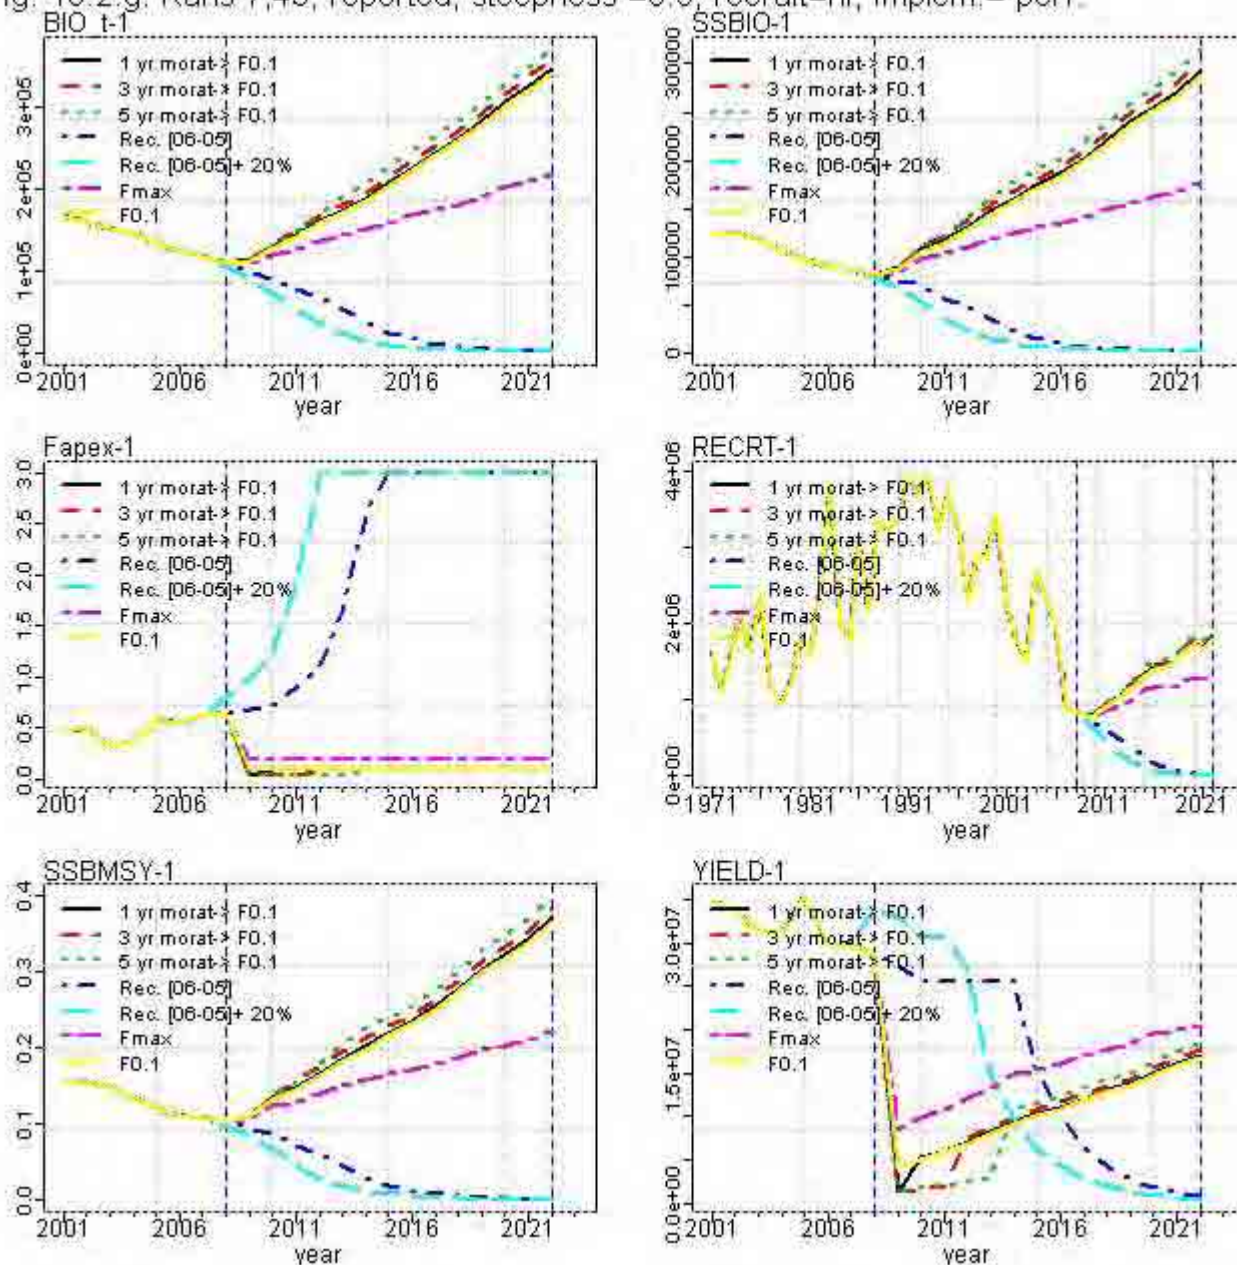 Runs 7,43, reported, steepness =0.6, recruit=hi, Implem.= perf.
BIO_t-1
1 yr morat-> F0.1
3 yr morat-> F0.1
5 yr morat-> F0.1
Rec. [06-05]
Rec. [06-05]+ 20%
Fmax
F0.1
0e+00 1e+05 2e+05 3e+05
2001 2006 2011 2016 2021
year
SSBIO-1
1 yr morat-> F0.1
3 yr morat-> F0.1
5 yr morat-> F0.1
Rec. [06-05]
Rec. [06-05]+ 20%
Fmax
F0.1
0 100000 200000 300000
2001 2006 2011 2016 2021
year
Fapex-1
1 yr morat-> F0.1
3 yr morat-> F0.1
5 yr morat-> F0.1
Rec. [06-05]
Rec. [06-05]+ 20%
Fmax
F0.1
0.0 0.5 1.0 1.5 2.0 2.5 3.0
2001 2006 2011 2016 2021
year
RECRT-1
1 yr morat-> F0.1
3 yr morat-> F0.1
5 yr morat-> F0.1
Rec. [06-05]
Rec. [06-05]+ 20%
Fmax
F0.1
0e+00 2e+06 4e+06
1971 1981 1991 2001 2011 2021
year
SSBMSY-1
1 yr morat-> F0.1
3 yr morat-> F0.1
5 yr morat-> F0.1
Rec. [06-05]
Rec. [06-05]+ 20%
Fmax
F0.1
0.0 0.1 0.2 0.3 0.4
2001 2006 2011 2016 2021
year
YIELD-1
1 yr morat-> F0.1
3 yr morat-> F0.1
5 yr morat-> F0.1
Rec. [06-05]
Rec. [06-05]+ 20%
Fmax
F0.1
0.0e+00 1.5e+07 3.0e+07
2001 2006 2011 2016 2021
year